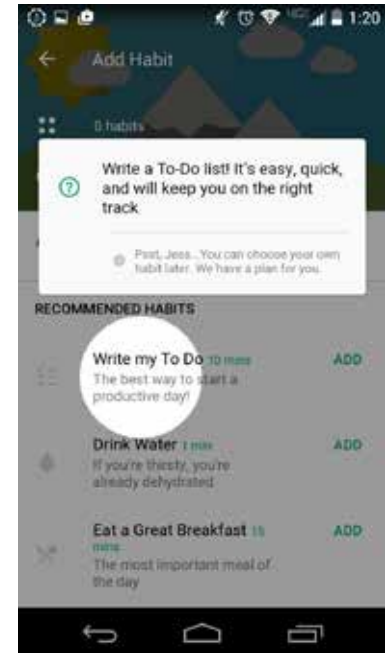 1:20
Add Habit
0 habits
Write a To-Do list! It's easy, quick,
and will keep you on the right
track
Psst, Jess.. You can choose your own
habit later. We have a plan for you.
RECOMMENDED HABITS
Write my To Do 10 mins ADD
The best way to start a
productive day!
Drink Water 1 min ADD
If you're thirsty, you're
already dehydrated
Eat a Great Breakfast 15 ADD
mins
The most important meal of
the day